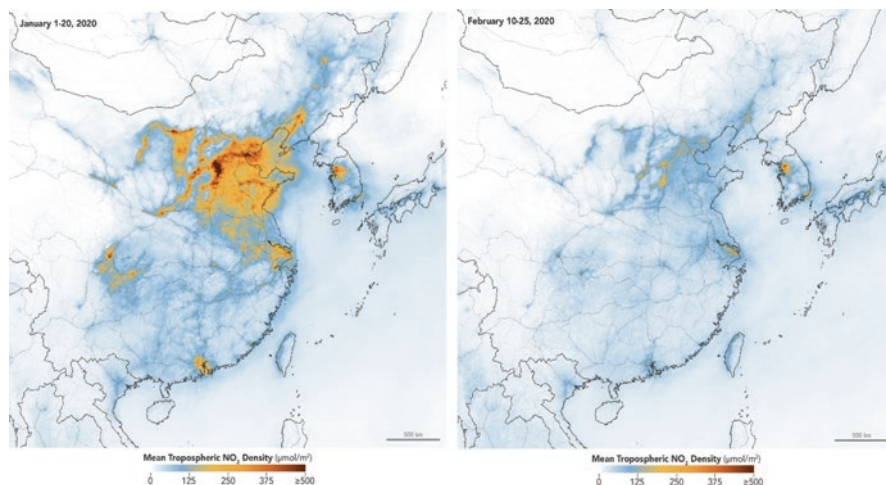 January 1-20, 2020
February 10-25, 2020
500 km
500 km
Mean Tropospheric NO₂ Density (μmol/m²)
0 125 250 375 ≥500
Mean Tropospheric NO₂ Density (μmol/m²)
0 125 250 375 ≥500